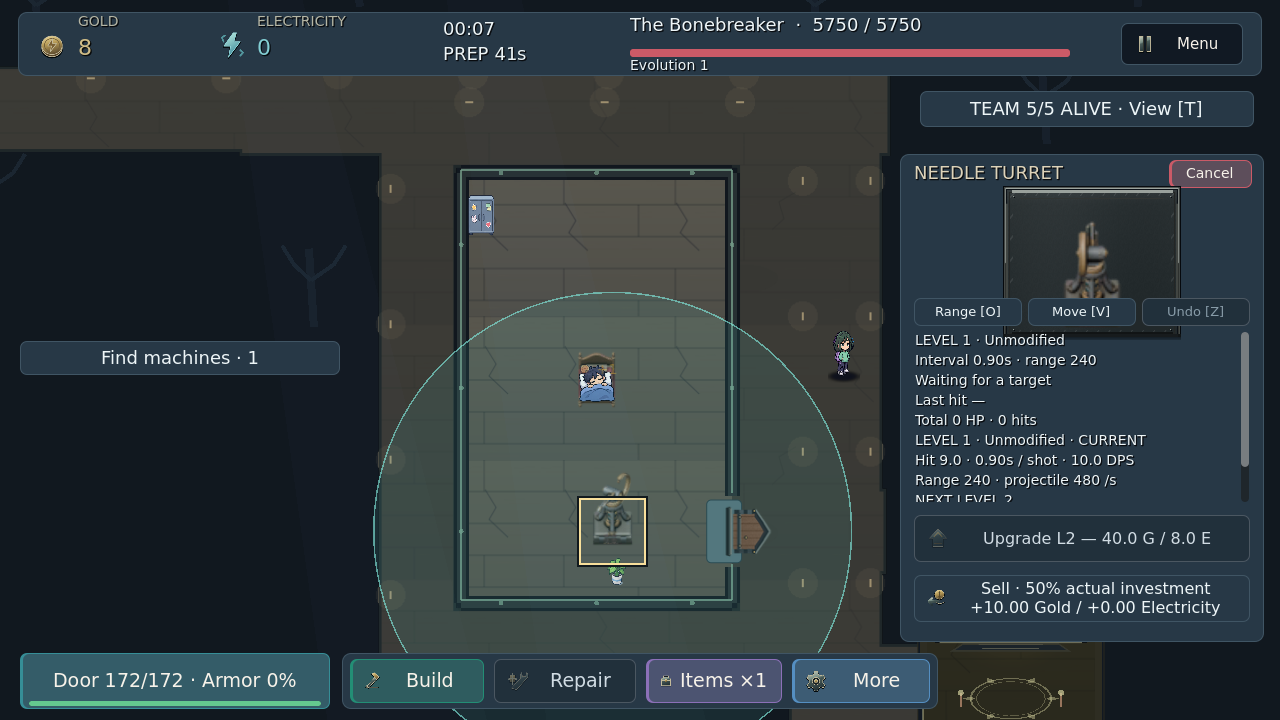 GOLD
8
ELECTRICITY
0
00:07
PREP 41s
The Bonebreaker · 5750 / 5750
Evolution 1
Menu
TEAM 5/5 ALIVE · View [T]
NEEDLE TURRET
Cancel
Range [O]
Move [V]
Undo [Z]
LEVEL 1 · Unmodified
Interval 0.90s · range 240
Waiting for a target
Last hit —
Total 0 HP · 0 hits
LEVEL 1 · Unmodified · CURRENT
Hit 9.0 · 0.90s / shot · 10.0 DPS
Range 240 · projectile 480 /s
NEXT LEVEL 2
Upgrade L2 — 40.0 G / 8.0 E
Sell · 50% actual investment
+10.00 Gold / +0.00 Electricity
Find machines · 1
Door 172/172 · Armor 0%
Build
Repair
Items ×1
More